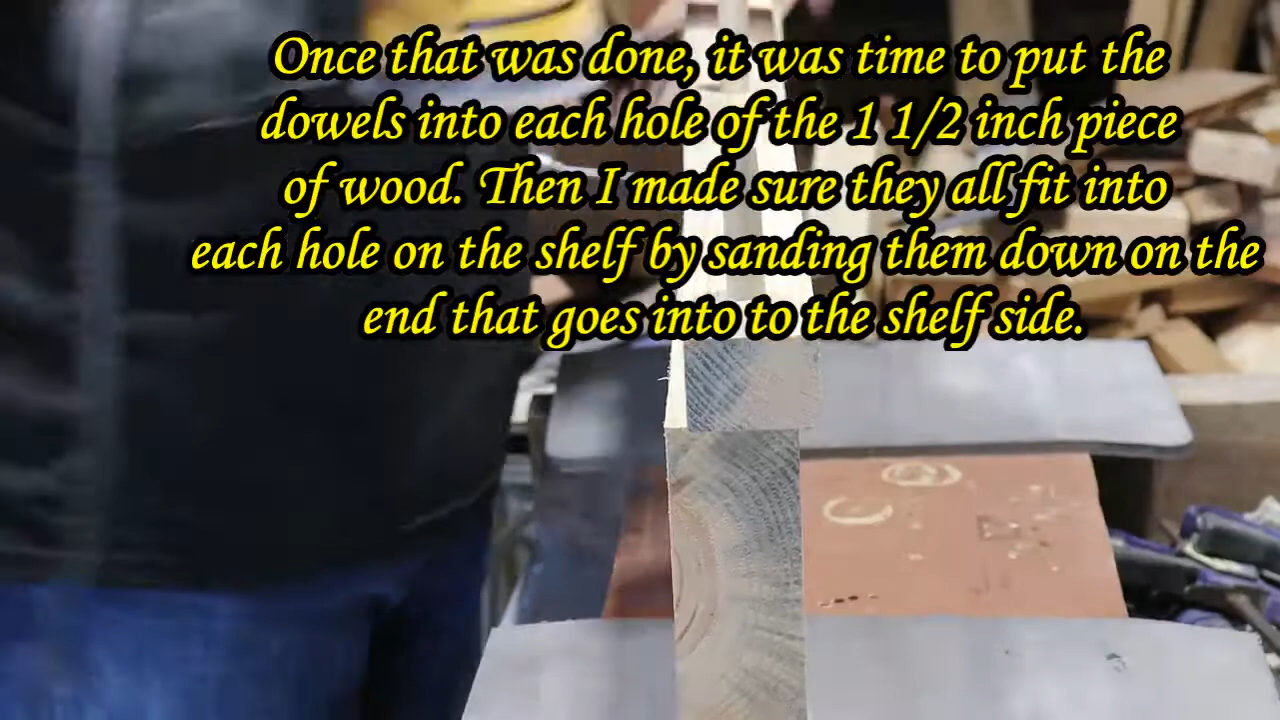 Once that was done, it was time to put the
dowels into each hole of the 1 1/2 inch piece
of wood. Then I made sure they all fit into
each hole on the shelf by sanding them down on the
end that goes into to the shelf side.